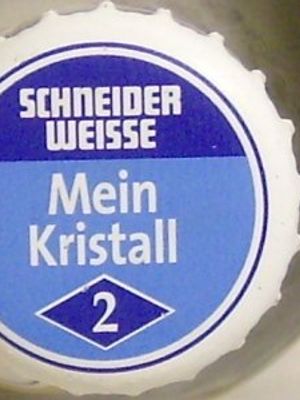 SCHNEIDER
WEISSE
Mein
Kristall
2